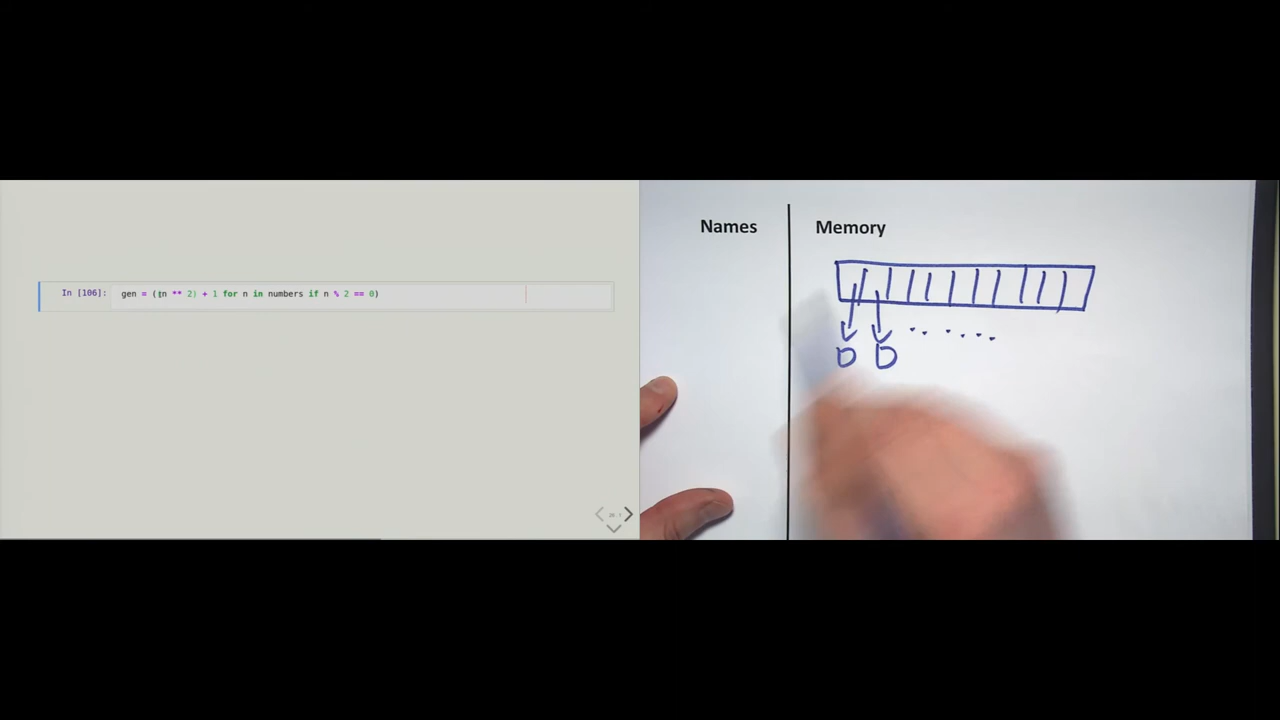 In [106]: gen = ((n ** 2) + 1 for n in numbers if n % 2 == 0)
Names
Memory